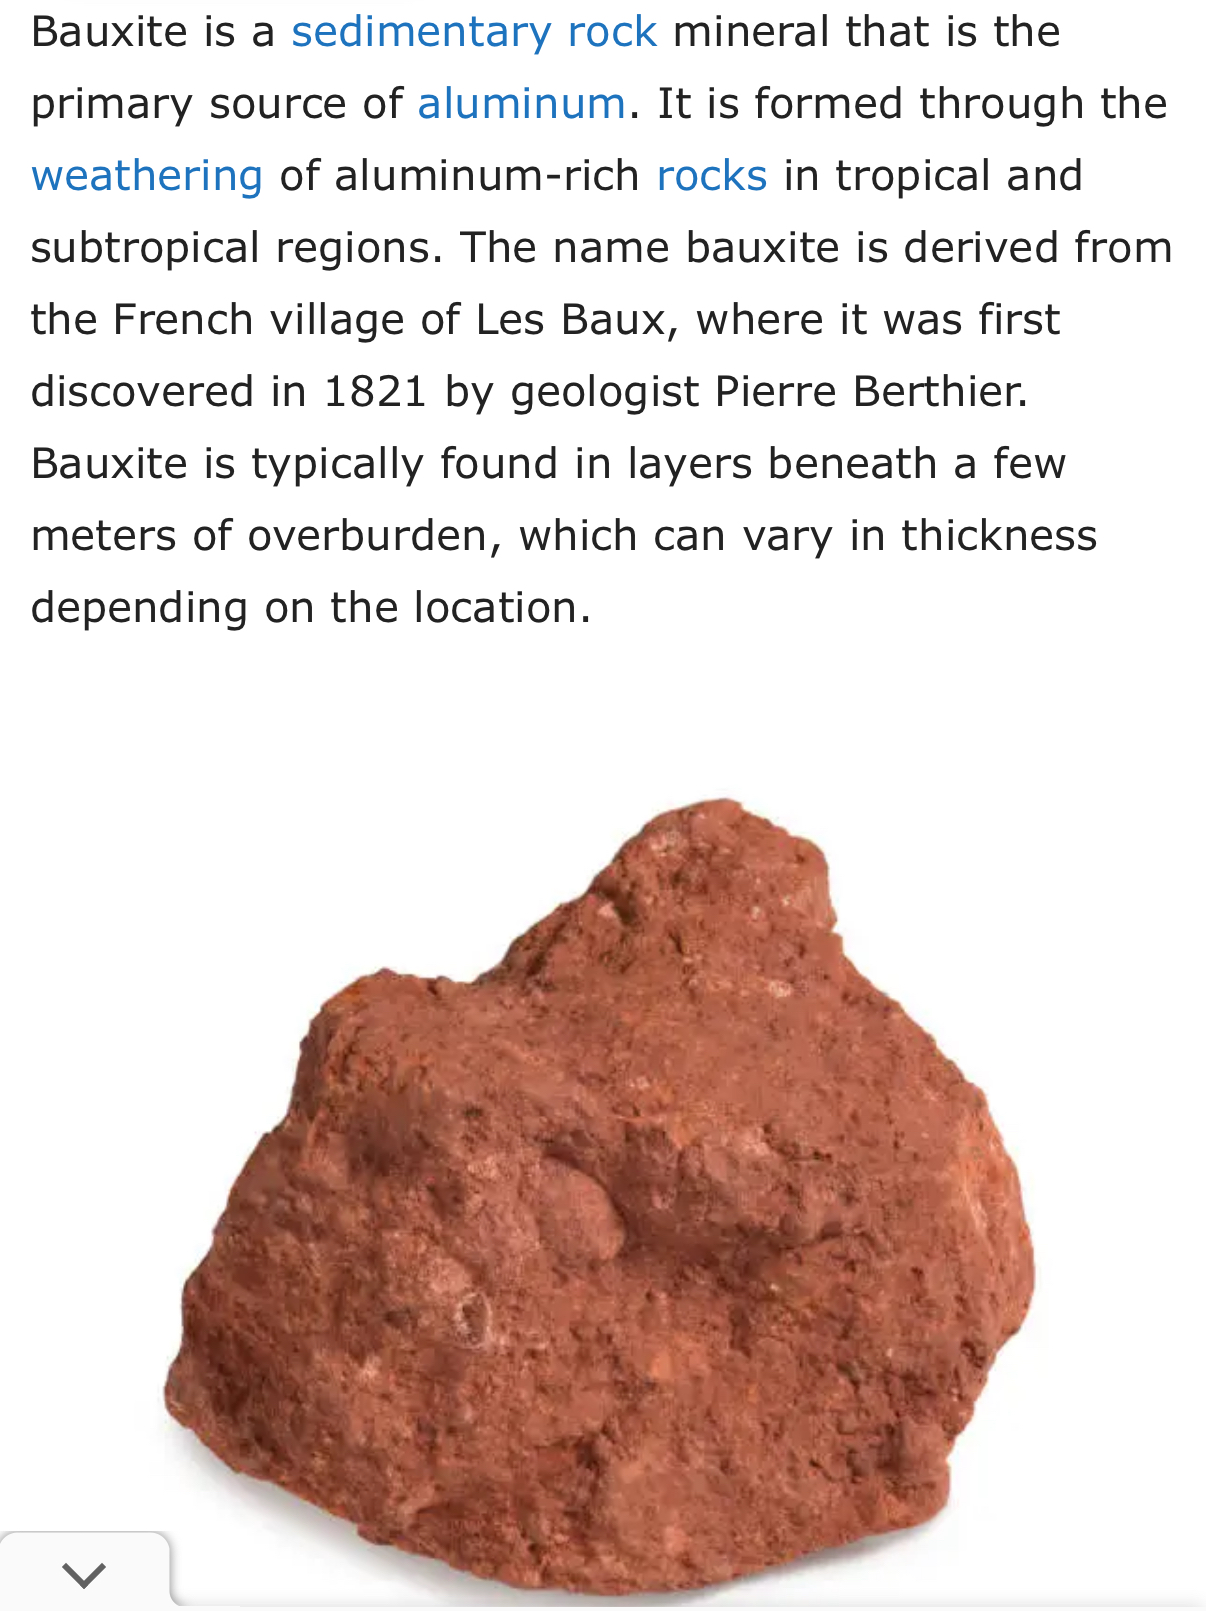 Bauxite is a sedimentary rock mineral that is the
primary source of aluminum. It is formed through the
weathering of aluminum-rich rocks in tropical and
subtropical regions. The name bauxite is derived from
the French village of Les Baux, where it was first
discovered in 1821 by geologist Pierre Berthier.
Bauxite is typically found in layers beneath a few
meters of overburden, which can vary in thickness
depending on the location.